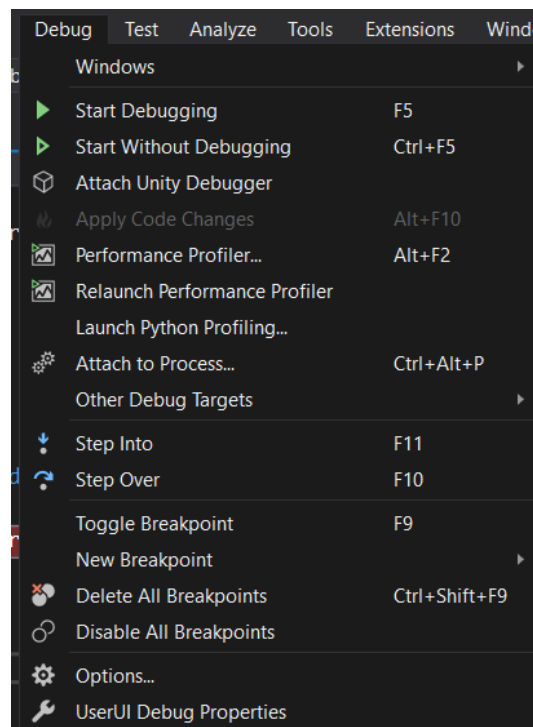 Debug Test Analyze Tools Extensions Wind
Windows
Start Debugging F5
Start Without Debugging Ctrl+F5
Attach Unity Debugger
Apply Code Changes Alt+F10
Performance Profiler... Alt+F2
Relaunch Performance Profiler
Launch Python Profiling...
Attach to Process... Ctrl+Alt+P
Other Debug Targets
Step Into F11
Step Over F10
Toggle Breakpoint F9
New Breakpoint
Delete All Breakpoints Ctrl+Shift+F9
Disable All Breakpoints
Options...
UserUI Debug Properties